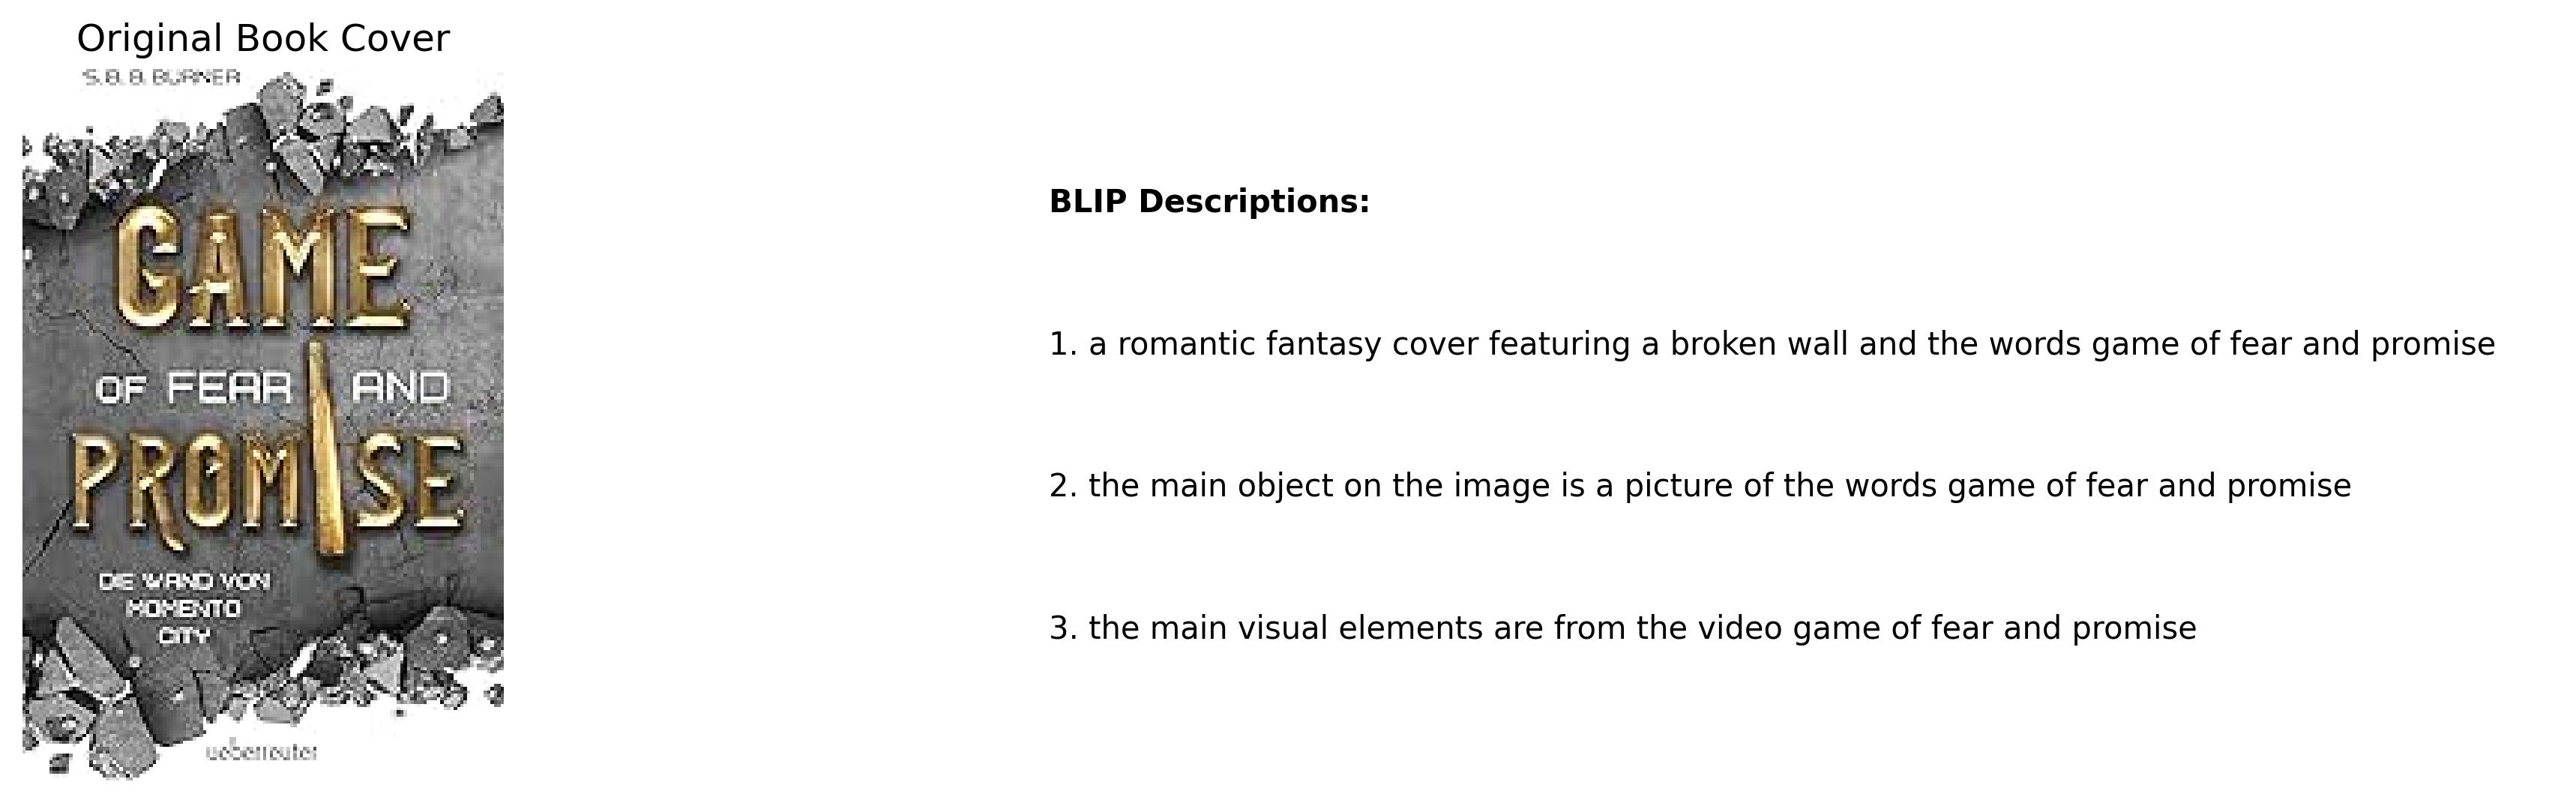 Original Book Cover
S. B. B. BURNER
GAME
OF FEAR AND
PROMISE
DIE WAND VON
MOMENTO
CITY
ueberreuter
BLIP Descriptions:
1. a romantic fantasy cover featuring a broken wall and the words game of fear and promise
2. the main object on the image is a picture of the words game of fear and promise
3. the main visual elements are from the video game of fear and promise